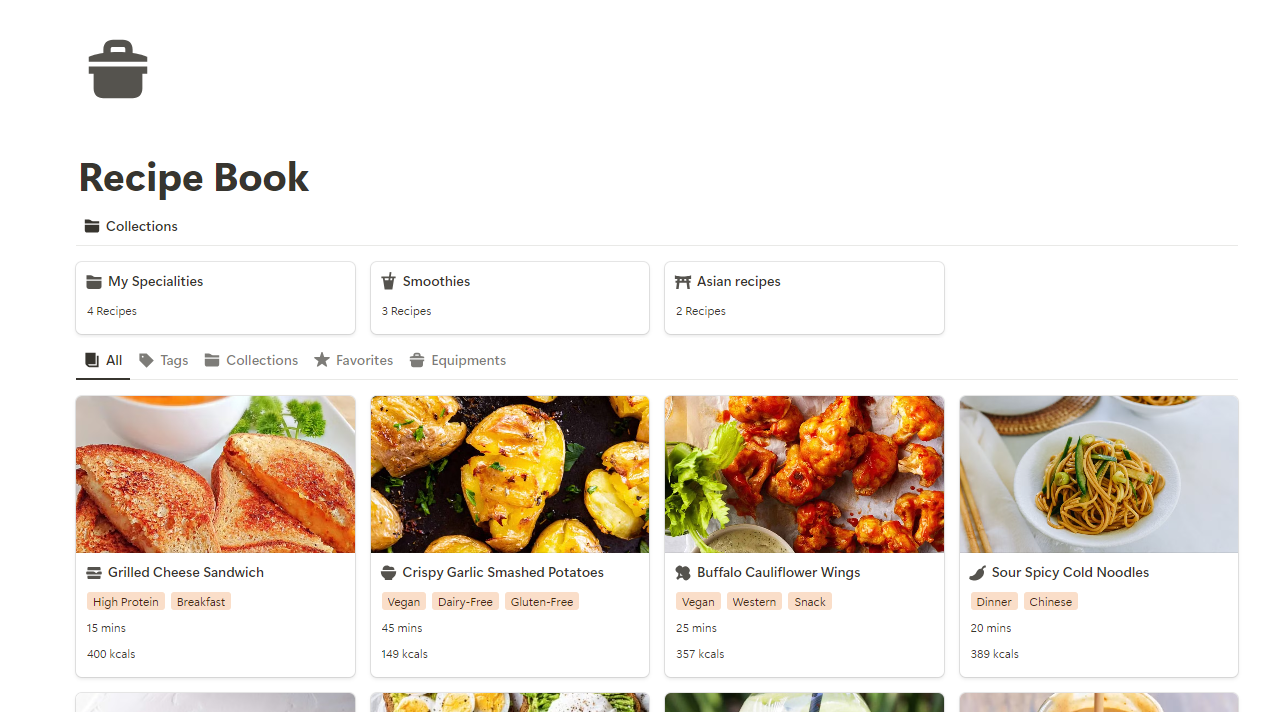 Recipe Book
Collections
My Specialities
4 Recipes
Smoothies
3 Recipes
Asian recipes
2 Recipes
All Tags Collections Favorites Equipments
Grilled Cheese Sandwich
High Protein Breakfast
15 mins
400 kcals
Crispy Garlic Smashed Potatoes
Vegan Dairy-Free Gluten-Free
45 mins
149 kcals
Buffalo Cauliflower Wings
Vegan Western Snack
25 mins
357 kcals
Sour Spicy Cold Noodles
Dinner Chinese
20 mins
389 kcals